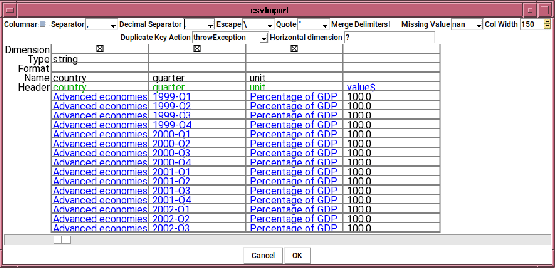 csvImport
Columnar Separator , Decimal Separator . Escape \ Quote " Merge Delimiters! Missing Value nan Col Width 150
Duplicate Key Action throwException Horizontal dimension ?
Dimension
Type string
Format
Name country quarter unit
Header country quarter unit value$
Advanced economies 1999-Q1 Percentage of GDP 100.0
Advanced economies 1999-Q2 Percentage of GDP 100.0
Advanced economies 1999-Q3 Percentage of GDP 100.0
Advanced economies 1999-Q4 Percentage of GDP 100.0
Advanced economies 2000-Q1 Percentage of GDP 100.0
Advanced economies 2000-Q2 Percentage of GDP 100.0
Advanced economies 2000-Q3 Percentage of GDP 100.0
Advanced economies 2000-Q4 Percentage of GDP 100.0
Advanced economies 2001-Q1 Percentage of GDP 100.0
Advanced economies 2001-Q2 Percentage of GDP 100.0
Advanced economies 2001-Q3 Percentage of GDP 100.0
Advanced economies 2001-Q4 Percentage of GDP 100.0
Advanced economies 2002-Q1 Percentage of GDP 100.0
Advanced economies 2002-Q2 Percentage of GDP 100.0
Advanced economies 2002-Q3 Percentage of GDP 100.0
Cancel OK